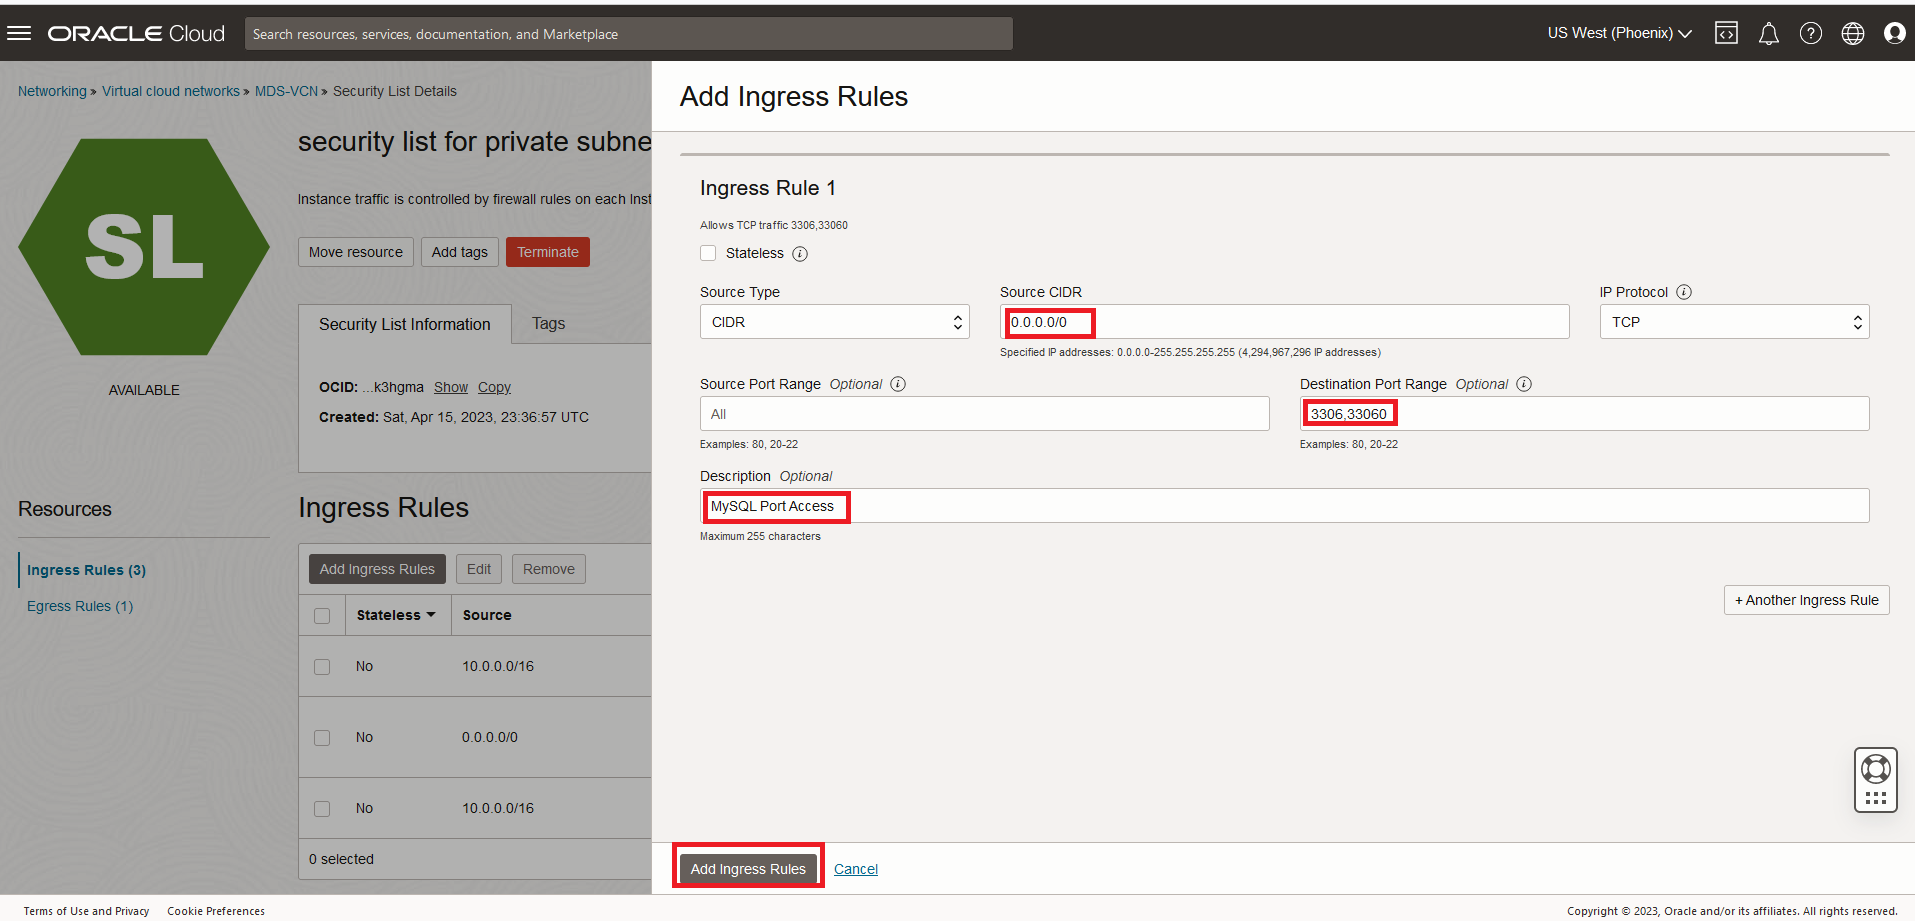 ORACLE Cloud
Search resources, services, documentation, and Marketplace
US West (Phoenix)
Networking » Virtual cloud networks » MDS-VCN » Security List Details
SL
AVAILABLE
security list for private subne
Instance traffic is controlled by firewall rules on each Inst
Move resource Add tags Terminate
Security List Information Tags
OCID: ...k3hgma Show Copy
Created: Sat, Apr 15, 2023, 23:36:57 UTC
Resources
Ingress Rules (3)
Egress Rules (1)
Ingress Rules
Add Ingress Rules Edit Remove
Stateless Source
No 10.0.0.0/16
No 0.0.0.0/0
No 10.0.0.0/16
0 selected
Add Ingress Rules
Ingress Rule 1
Allows TCP traffic 3306,33060
Stateless
Source Type Source CIDR IP Protocol
CIDR 0.0.0.0/0 TCP
Specified IP addresses: 0.0.0.0-255.255.255.255 (4,294,967,296 IP addresses)
Source Port Range Optional Destination Port Range Optional
All 3306,33060
Examples: 80, 20-22 Examples: 80, 20-22
Description Optional
MySQL Port Access
Maximum 255 characters
+ Another Ingress Rule
Add Ingress Rules Cancel
Terms of Use and Privacy Cookie Preferences
Copyright © 2023, Oracle and/or its affiliates. All rights reserved.